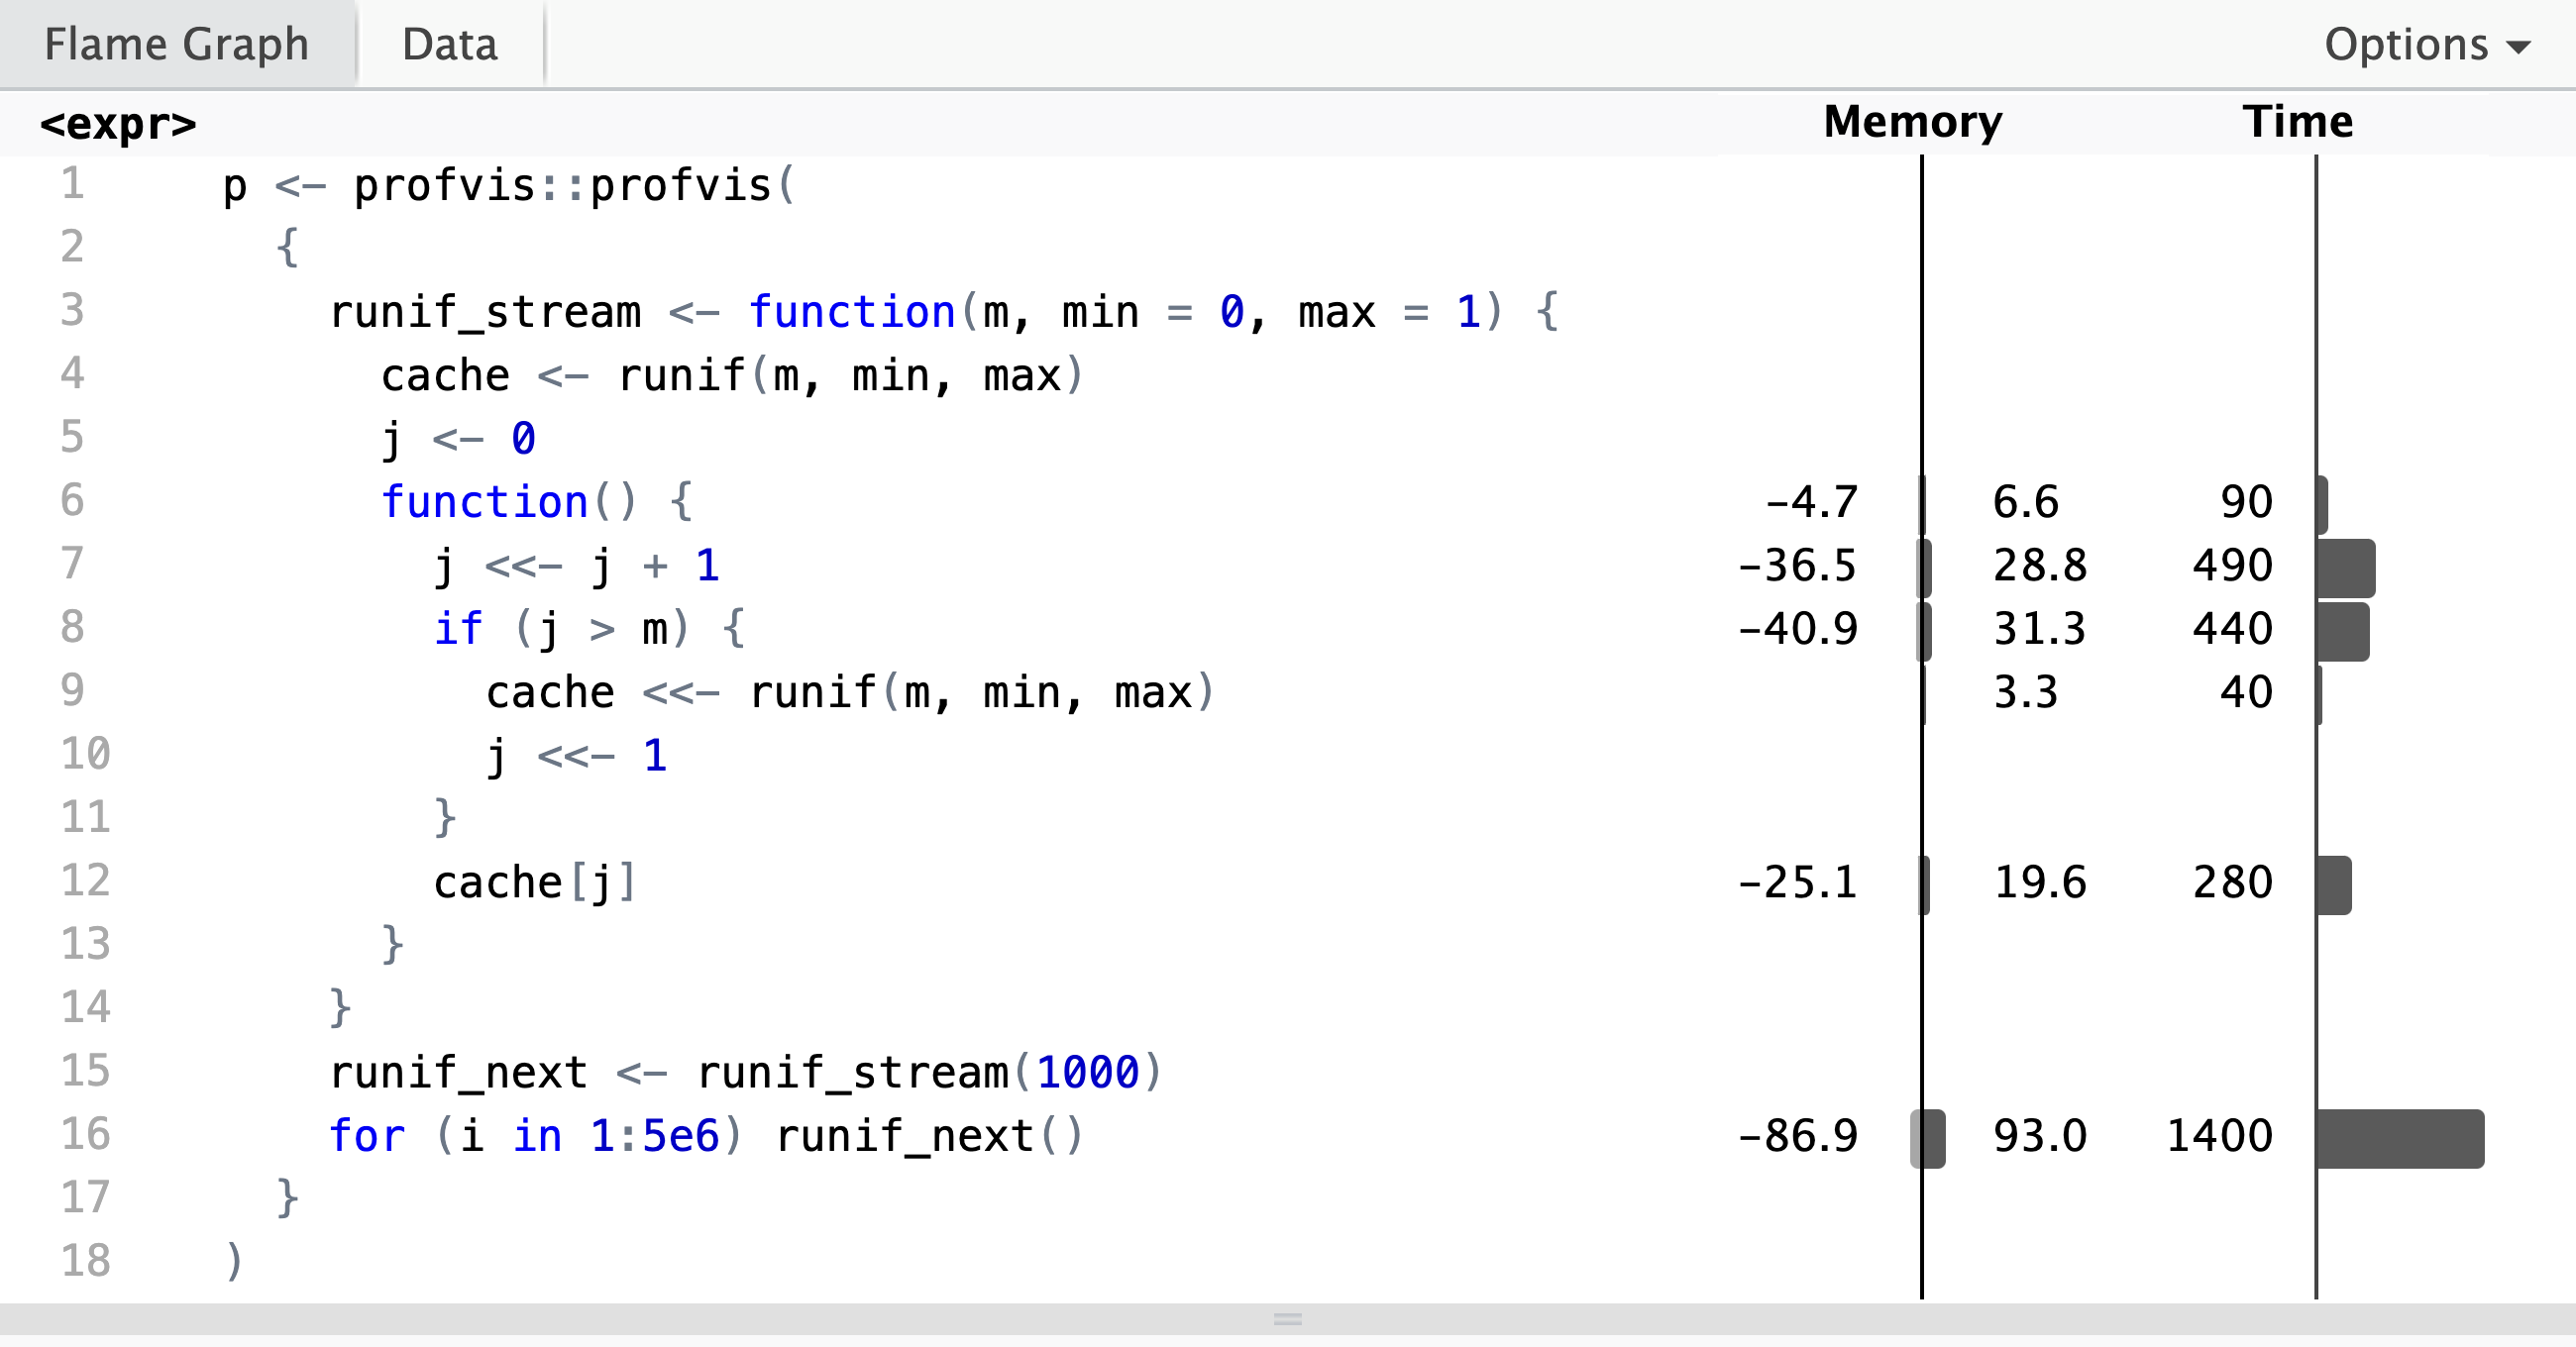 Flame Graph Data Options
<expr> Memory Time
1 p <- profvis::profvis(
2 {
3 runif_stream <- function(m, min = 0, max = 1) {
4 cache <- runif(m, min, max)
5 j <- 0
6 function() { -4.7 6.6 90
7 j <<- j + 1 -36.5 28.8 490
8 if (j > m) { -40.9 31.3 440
9 cache <<- runif(m, min, max) 3.3 40
10 j <<- 1
11 }
12 cache[j] -25.1 19.6 280
13 }
14 }
15 runif_next <- runif_stream(1000)
16 for (i in 1:5e6) runif_next() -86.9 93.0 1400
17 }
18 )